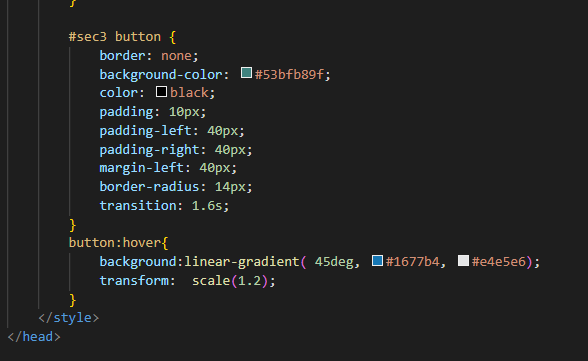 }
#sec3 button {
border: none;
background-color: #53bfb89f;
color: black;
padding: 10px;
padding-left: 40px;
padding-right: 40px;
margin-left: 40px;
border-radius: 14px;
transition: 1.6s;
}
button:hover{
background:linear-gradient( 45deg, #1677b4, #e4e5e6);
transform:  scale(1.2);
}
</style>
</head>